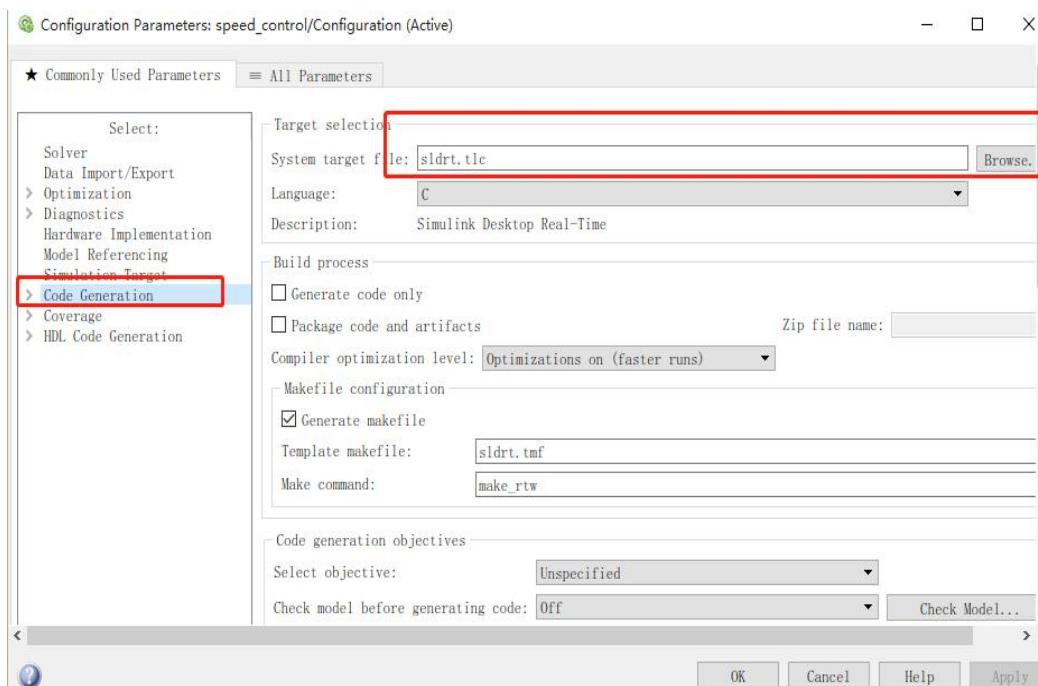 Configuration Parameters: speed_control/Configuration (Active)
★ Commonly Used Parameters
≡ All Parameters
Select:
Solver
Data Import/Export
Optimization
Diagnostics
Hardware Implementation
Model Referencing
Simulation Target
Code Generation
Coverage
HDL Code Generation
Target selection
System target file: sldrt.tlc Browse.
Language: C
Description: Simulink Desktop Real-Time
Build process
Generate code only
Package code and artifacts Zip file name:
Compiler optimization level: Optimizations on (faster runs)
Makefile configuration
Generate makefile
Template makefile: sldrt.tmf
Make command: make_rtw
Code generation objectives
Select objective: Unspecified
Check model before generating code: Off Check Model...
OK Cancel Help Apply